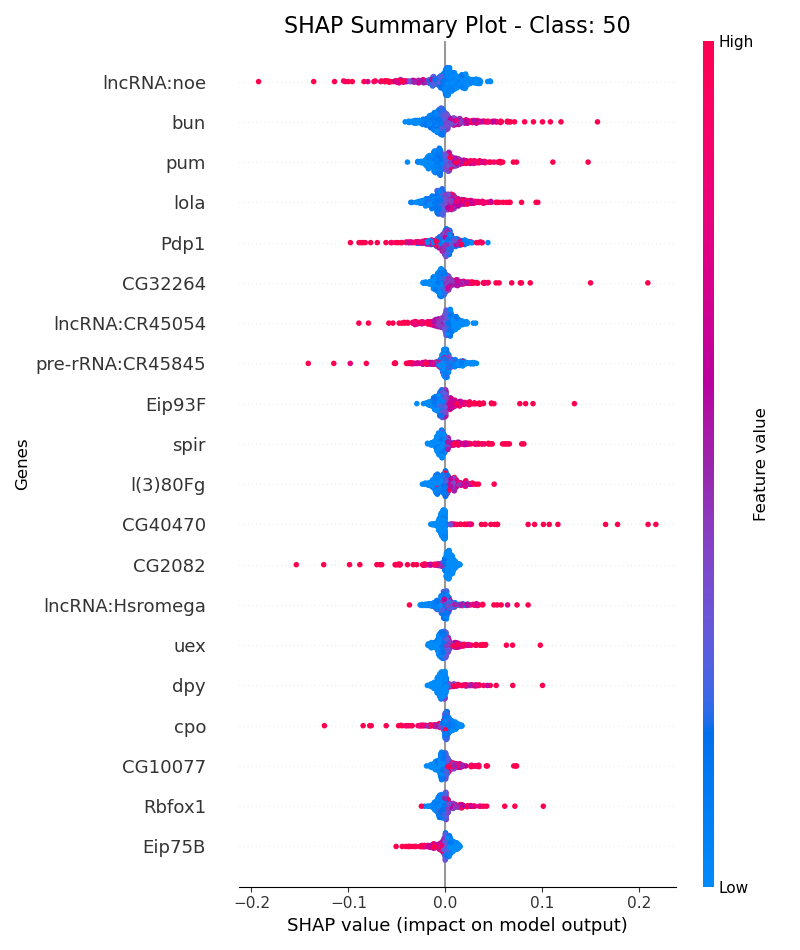 SHAP Summary Plot - Class: 50
High
lncRNA:noe
bun
pum
lola
Pdp1
CG32264
lncRNA:CR45054
pre-rRNA:CR45845
Eip93F
spir
l(3)80Fg
CG40470
CG2082
lncRNA:Hsromega
uex
dpy
cpo
CG10077
Rbfox1
Eip75B
Genes
Feature value
Low
−0.2 −0.1 0.0 0.1 0.2
SHAP value (impact on model output)